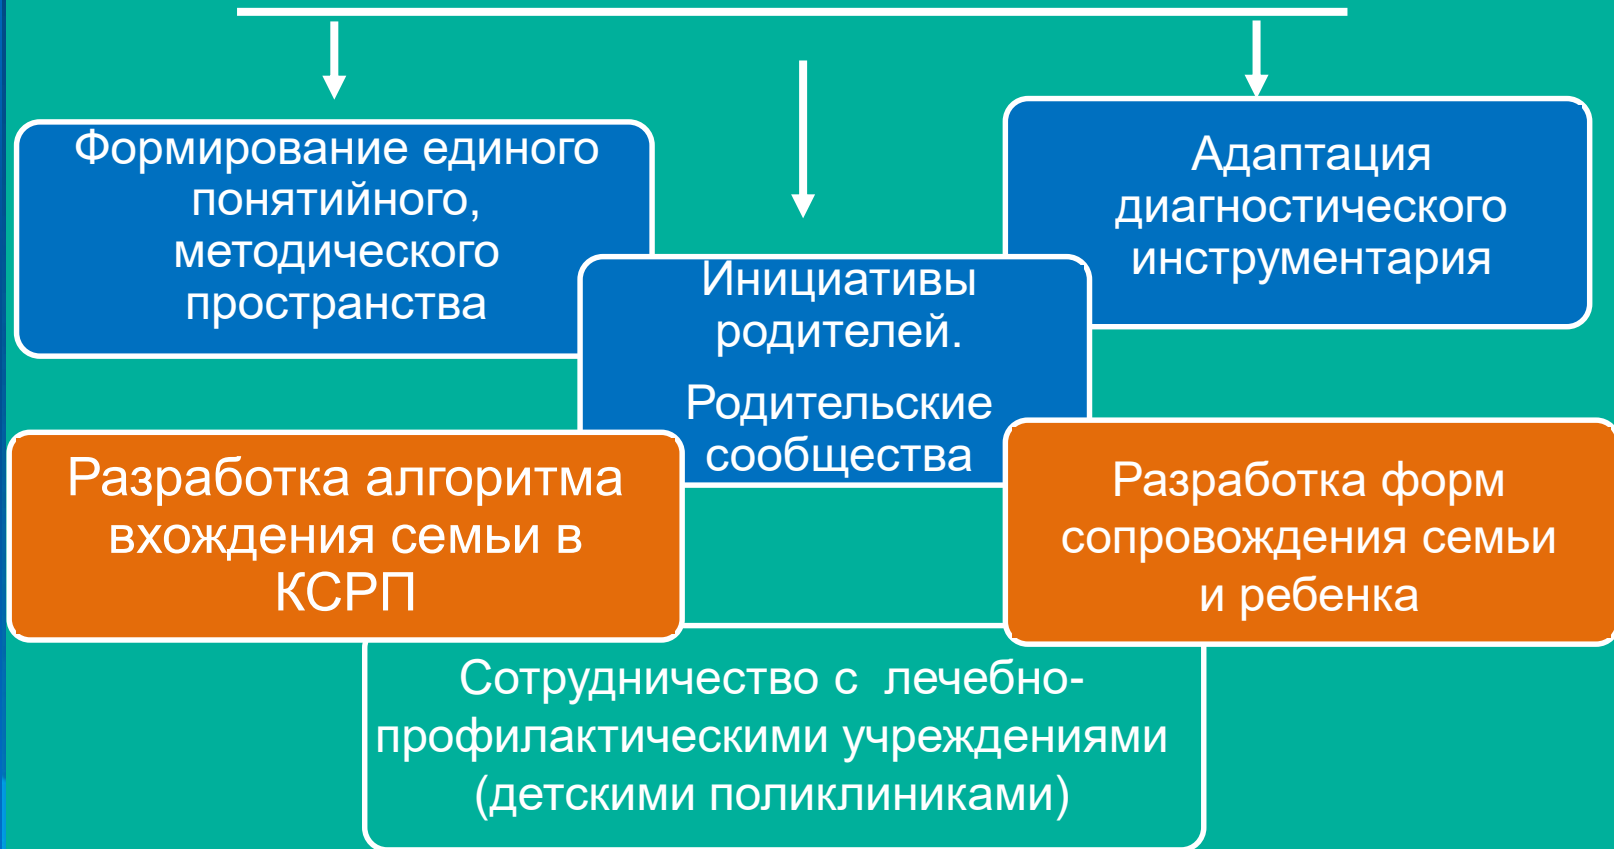 Формирование единого
понятийного,
методического
пространства
Адаптация
диагностического
инструментария
Инициативы
родителей.
Родительские
сообщества
Разработка алгоритма
вхождения семьи в
КСРП
Разработка форм
сопровождения семьи
и ребенка
Сотрудничество с лечебно-
профилактическими учреждениями
(детскими поликлиниками)